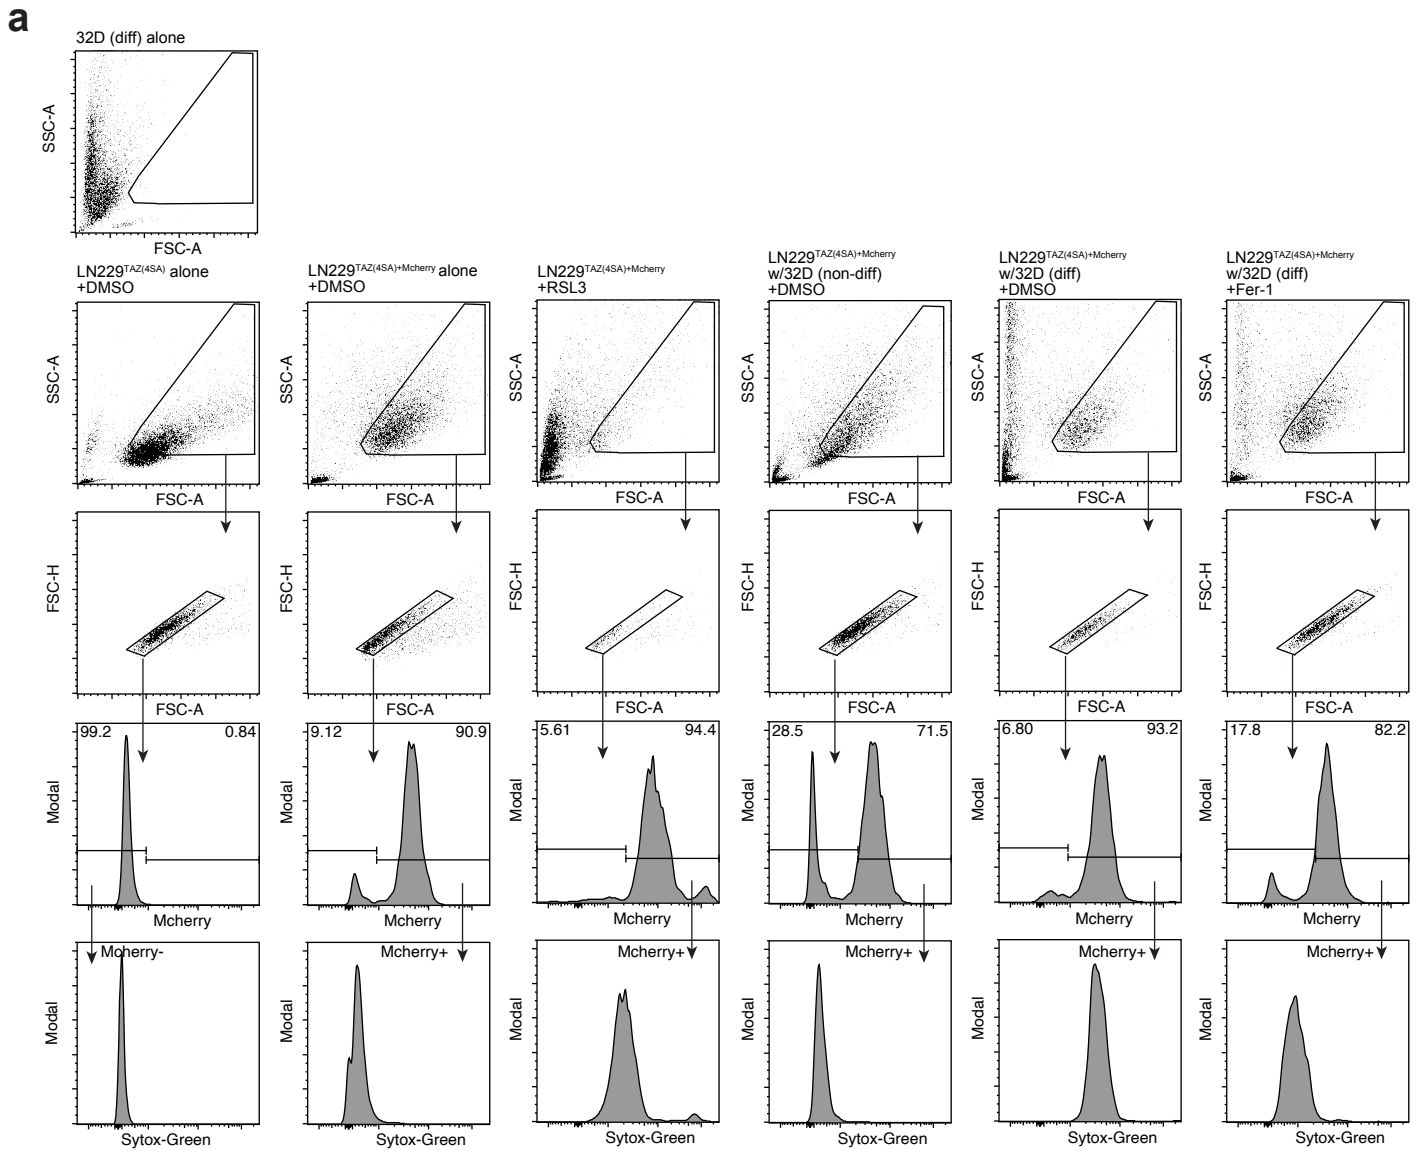 a
32D (diff) alone
SSC-A
FSC-A
LN229TAZ(4SA) alone
+DMSO
LN229TAZ(4SA)+Mcherry alone
+DMSO
LN229TAZ(4SA)+Mcherry
+RSL3
LN229TAZ(4SA)+Mcherry
w/32D (non-diff)
+DMSO
LN229TAZ(4SA)+Mcherry
w/32D (diff)
+DMSO
LN229TAZ(4SA)+Mcherry
w/32D (diff)
+Fer-1
SSC-A
SSC-A
SSC-A
SSC-A
SSC-A
SSC-A
FSC-A
FSC-A
FSC-A
FSC-A
FSC-A
FSC-A
FSC-H
FSC-H
FSC-H
FSC-H
FSC-H
FSC-H
FSC-A
FSC-A
FSC-A
FSC-A
FSC-A
FSC-A
99.2 0.84
9.12 90.9
5.61 94.4
28.5 71.5
6.80 93.2
17.8 82.2
Modal
Modal
Modal
Modal
Modal
Modal
Mcherry
Mcherry
Mcherry
Mcherry
Mcherry
Mcherry-
Mcherry+
Mcherry+
Mcherry+
Mcherry+
Mcherry+
Modal
Modal
Modal
Modal
Modal
Modal
Sytox-Green
Sytox-Green
Sytox-Green
Sytox-Green
Sytox-Green
Sytox-Green